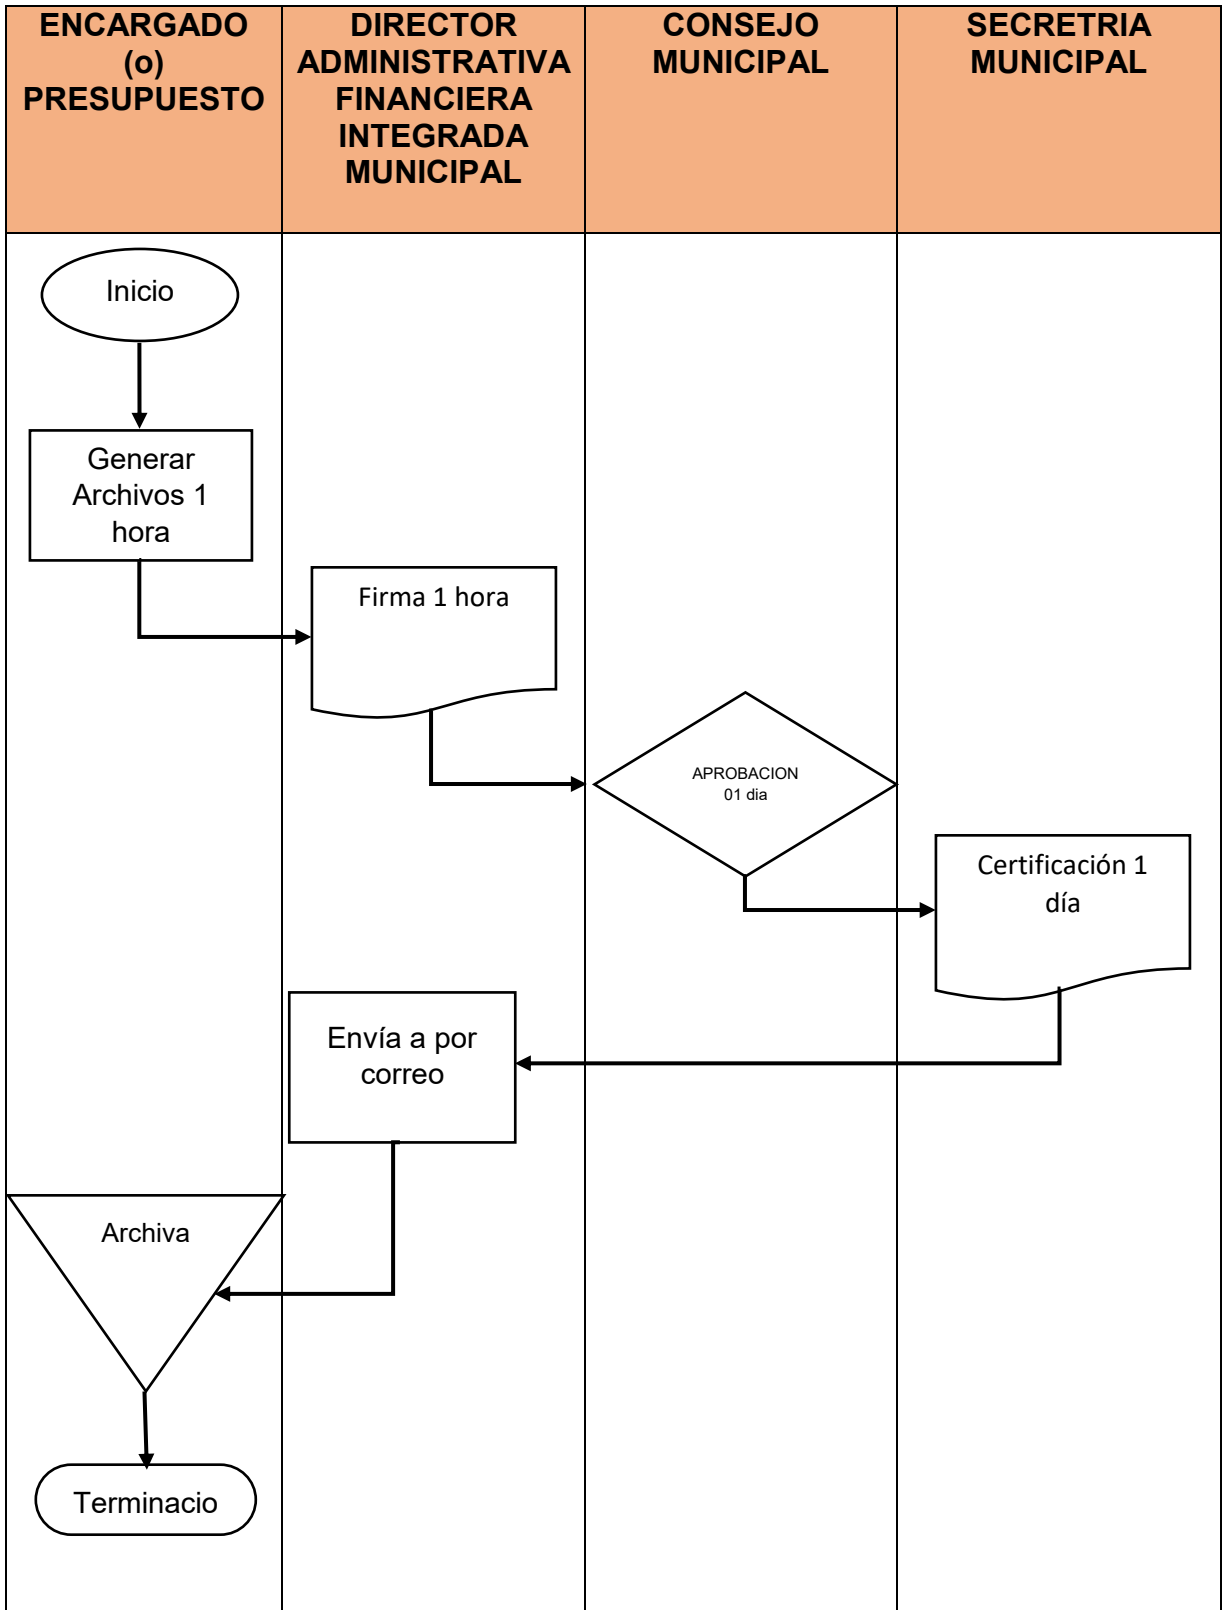 ENCARGADO
(o)
PRESUPUESTO
DIRECTOR
ADMINISTRATIVA
FINANCIERA
INTEGRADA
MUNICIPAL
CONSEJO
MUNICIPAL
SECRETRIA
MUNICIPAL
Inicio
Generar
Archivos 1
hora
Firma 1 hora
APROBACION
01 dia
Certificación 1
día
Envía a por
correo
Archiva
Terminacio